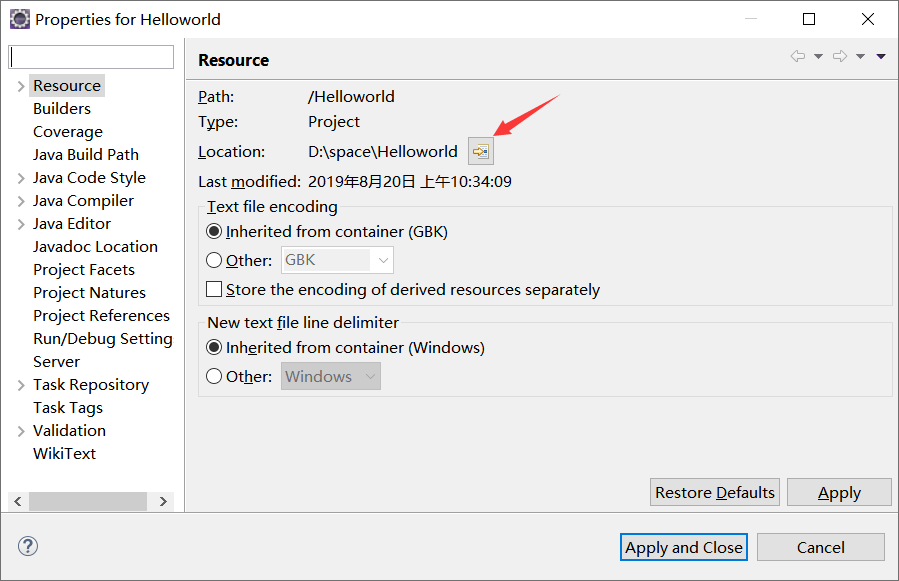 Properties for Helloworld
Resource
Builders
Coverage
Java Build Path
Java Code Style
Java Compiler
Java Editor
Javadoc Location
Project Facets
Project Natures
Project References
Run/Debug Setting
Server
Task Repository
Task Tags
Validation
WikiText
Resource
Path: /Helloworld
Type: Project
Location: D:\space\Helloworld
Last modified: 2019年8月20日 上午10:34:09
Text file encoding
Inherited from container (GBK)
Other: GBK
Store the encoding of derived resources separately
New text file line delimiter
Inherited from container (Windows)
Other: Windows
Restore Defaults Apply
? Apply and Close Cancel